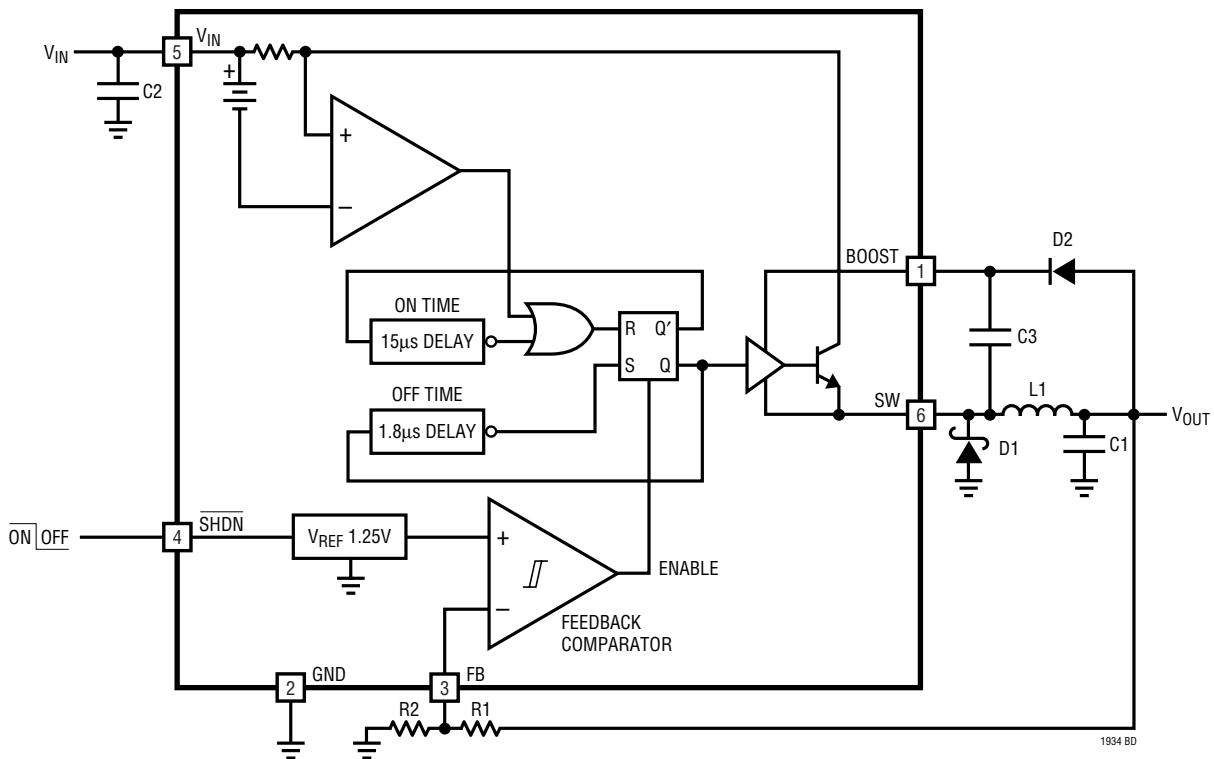 VIN
5
VIN
+
C2
+
−
BOOST
1
D2
ON TIME
15µs DELAY
R
Q′
S
Q
C3
OFF TIME
1.8µs DELAY
SW
6
L1
VOUT
D1
C1
ON OFF
4
SHDN
VREF 1.25V
+
−
ENABLE
FEEDBACK
COMPARATOR
2
GND
3
FB
R2
R1
1934 BD